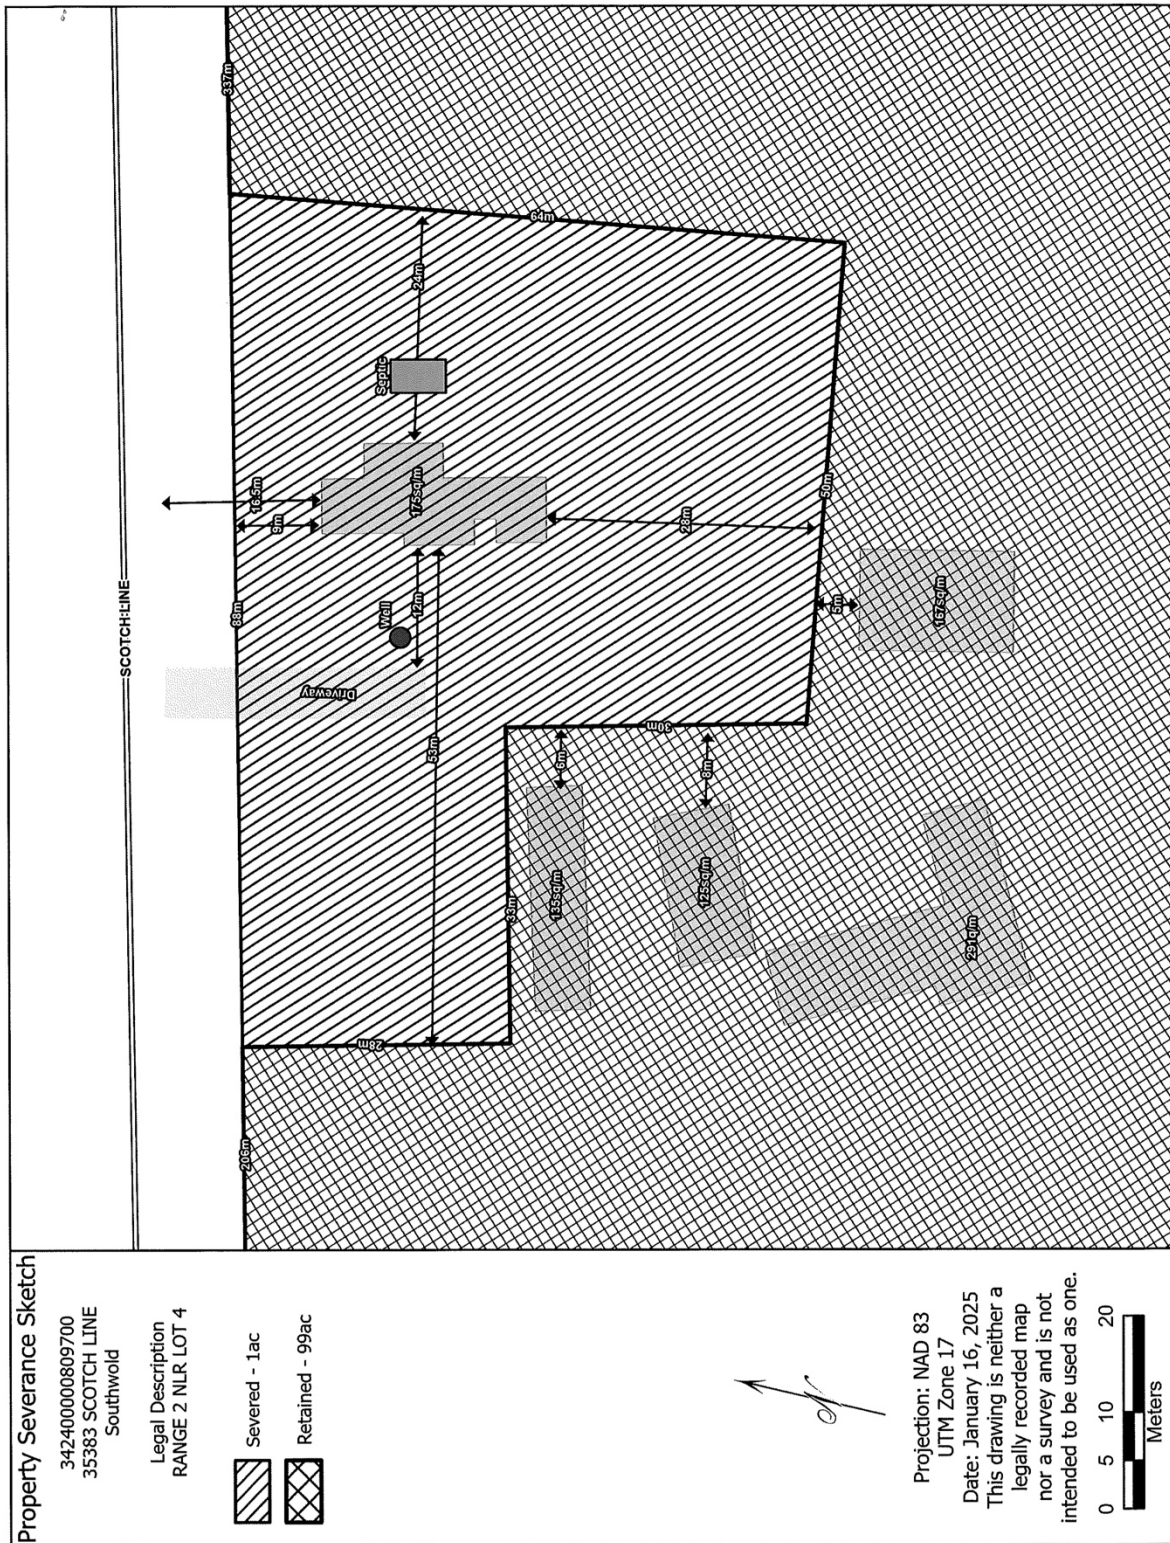 Property Severance Sketch
342400000809700
35383 SCOTCH LINE
Southwold
Legal Description
RANGE 2 NLR LOT 4
Severed - 1ac
Retained - 99ac
N
Projection: NAD 83
UTM Zone 17
Date: January 16, 2025
This drawing is neither a
legally recorded map
nor a survey and is not
intended to be used as one.
0 5 10 20
Meters
SCOTCH LINE
206m
88m
337m
28m
Driveway
9m
16.5m
Well
Septic
12m
24m
53m
175sq/m
64m
33m
6m
135sq/m
30m
28m
8m
125sq/m
50m
5m
167sq/m
291q/m